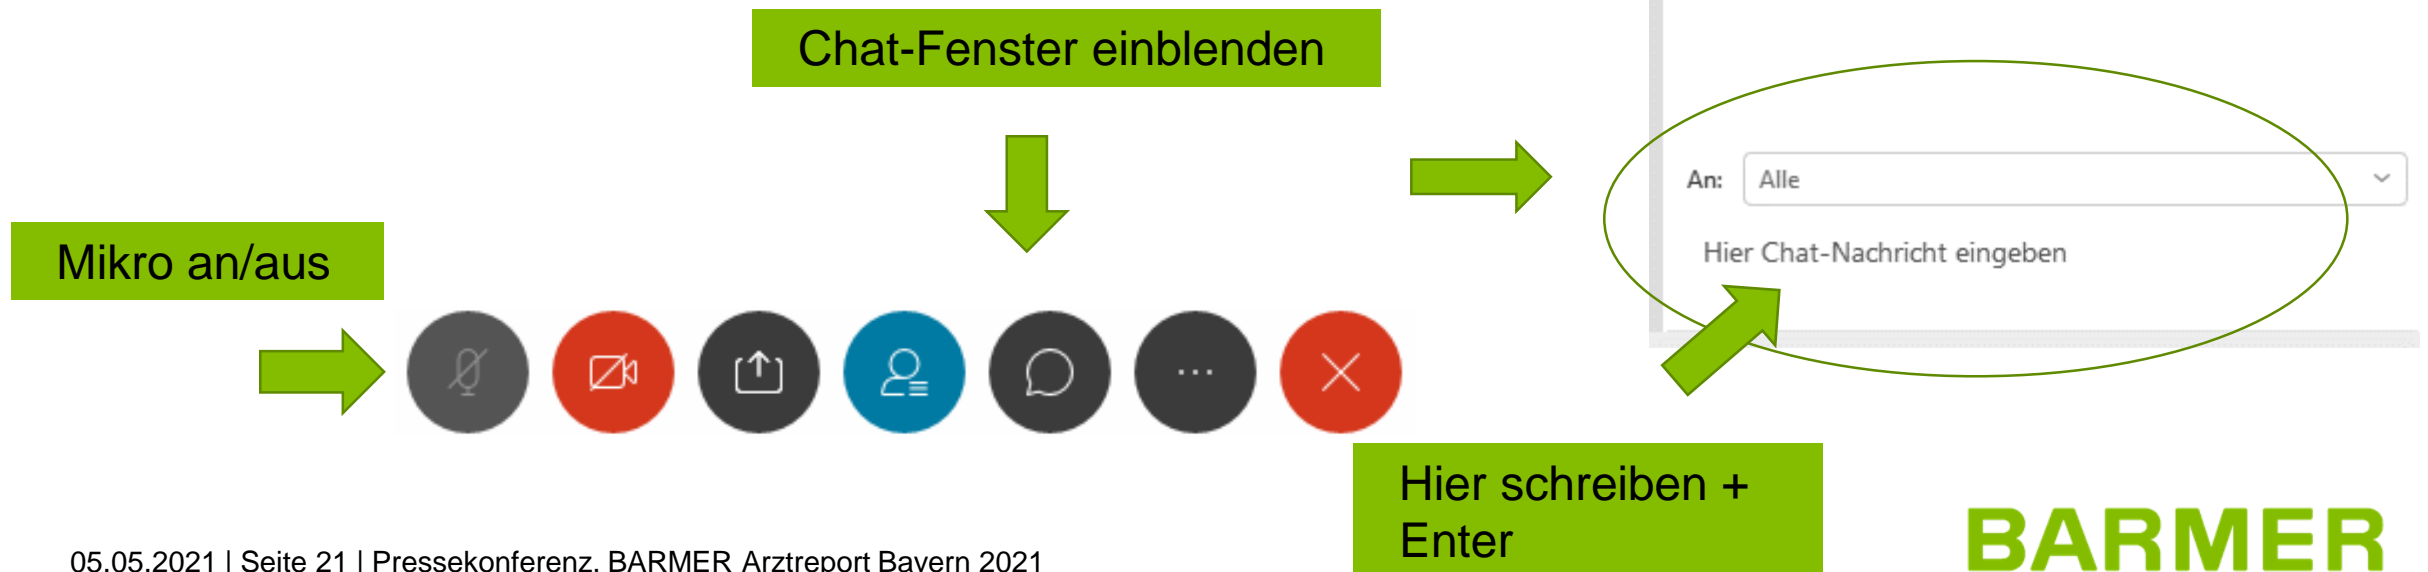 Chat-Fenster einblenden
An: Alle
Mikro an/aus
Hier Chat-Nachricht eingeben
Hier schreiben +
Enter
BARMER
05.05.2021 | Seite 21 | Pressekonferenz, BARMER Arztreport Bayern 2021